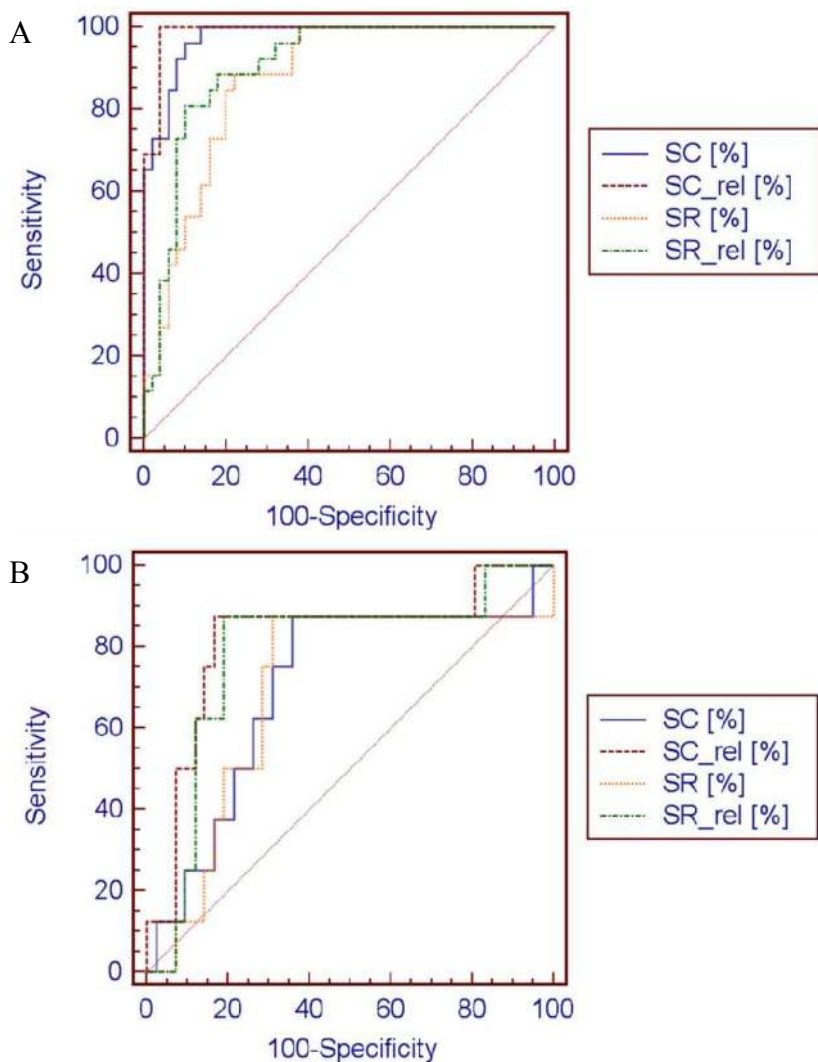 A
100
80
60
40
20
0
Sensitivity
0 20 40 60 80 100
100-Specificity
SC [%]
SC_rel [%]
SR [%]
SR_rel [%]
B
100
80
60
40
20
0
Sensitivity
0 20 40 60 80 100
100-Specificity
SC [%]
SC_rel [%]
SR [%]
SR_rel [%]